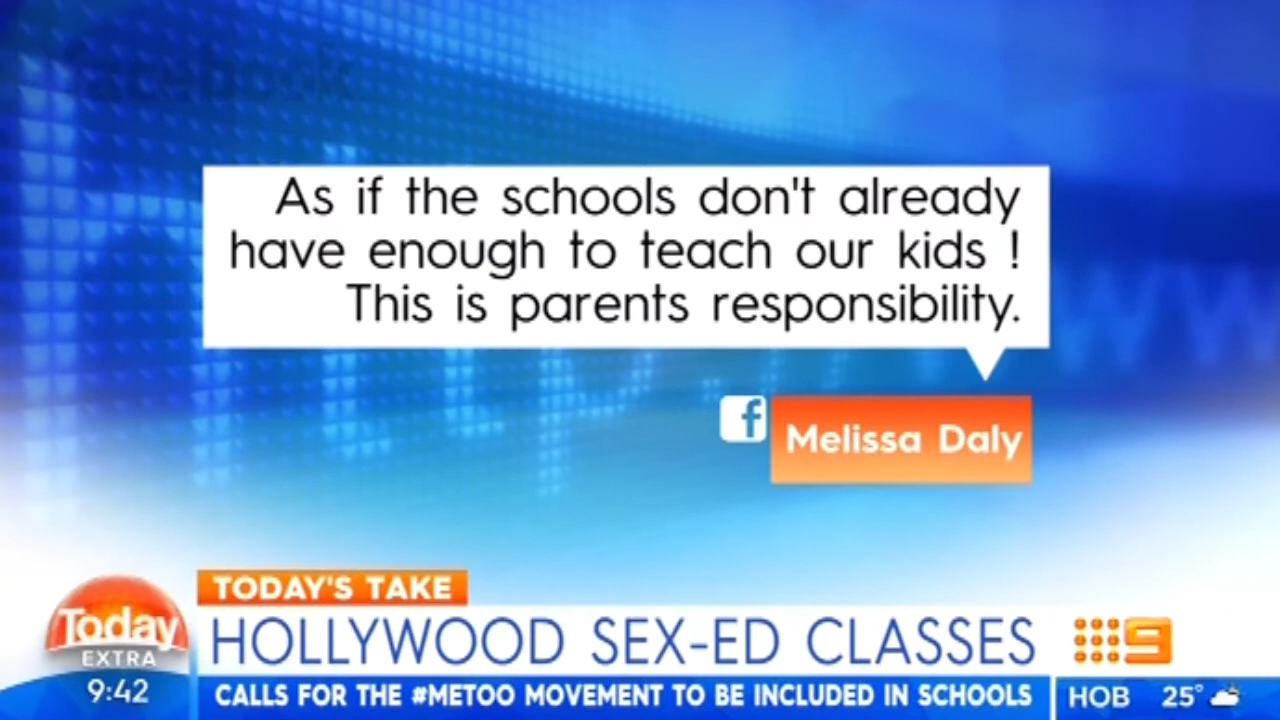 As if the schools don't already
have enough to teach our kids !
This is parents responsibility.
f
Melissa Daly
TODAY'S TAKE
Today
EXTRA
HOLLYWOOD SEX-ED CLASSES
9
9:42
CALLS FOR THE #METOO MOVEMENT TO BE INCLUDED IN SCHOOLS
HOB 25°